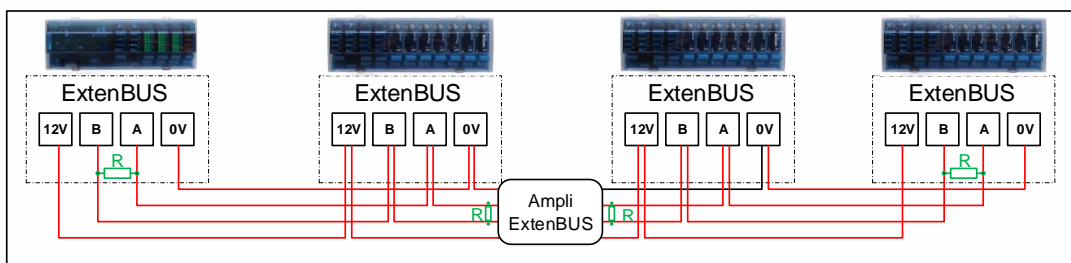 ExtenBUS ExtenBUS ExtenBUS ExtenBUS
12V B A 0V 12V B A 0V 12V B A 0V 12V B A 0V
R R
Ampli
R R
ExtenBUS